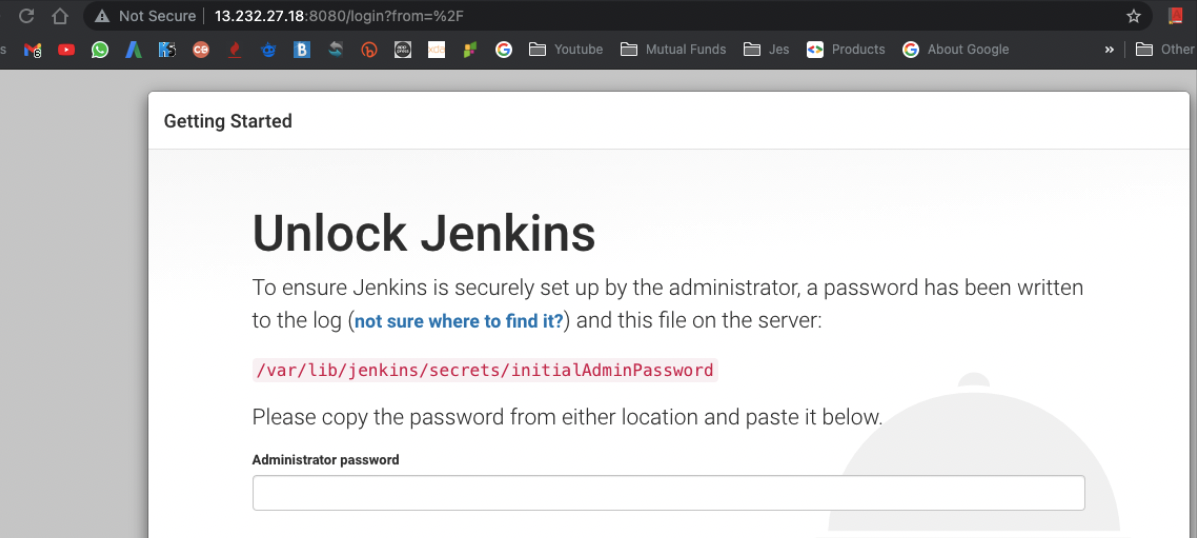 Not Secure 13.232.27.18:8080/login?from=%2F
s 6 CE B Youtube Mutual Funds Jes Products About Google » Other
Getting Started
Unlock Jenkins
To ensure Jenkins is securely set up by the administrator, a password has been written
to the log (not sure where to find it?) and this file on the server:
/var/lib/jenkins/secrets/initialAdminPassword
Please copy the password from either location and paste it below.
Administrator password